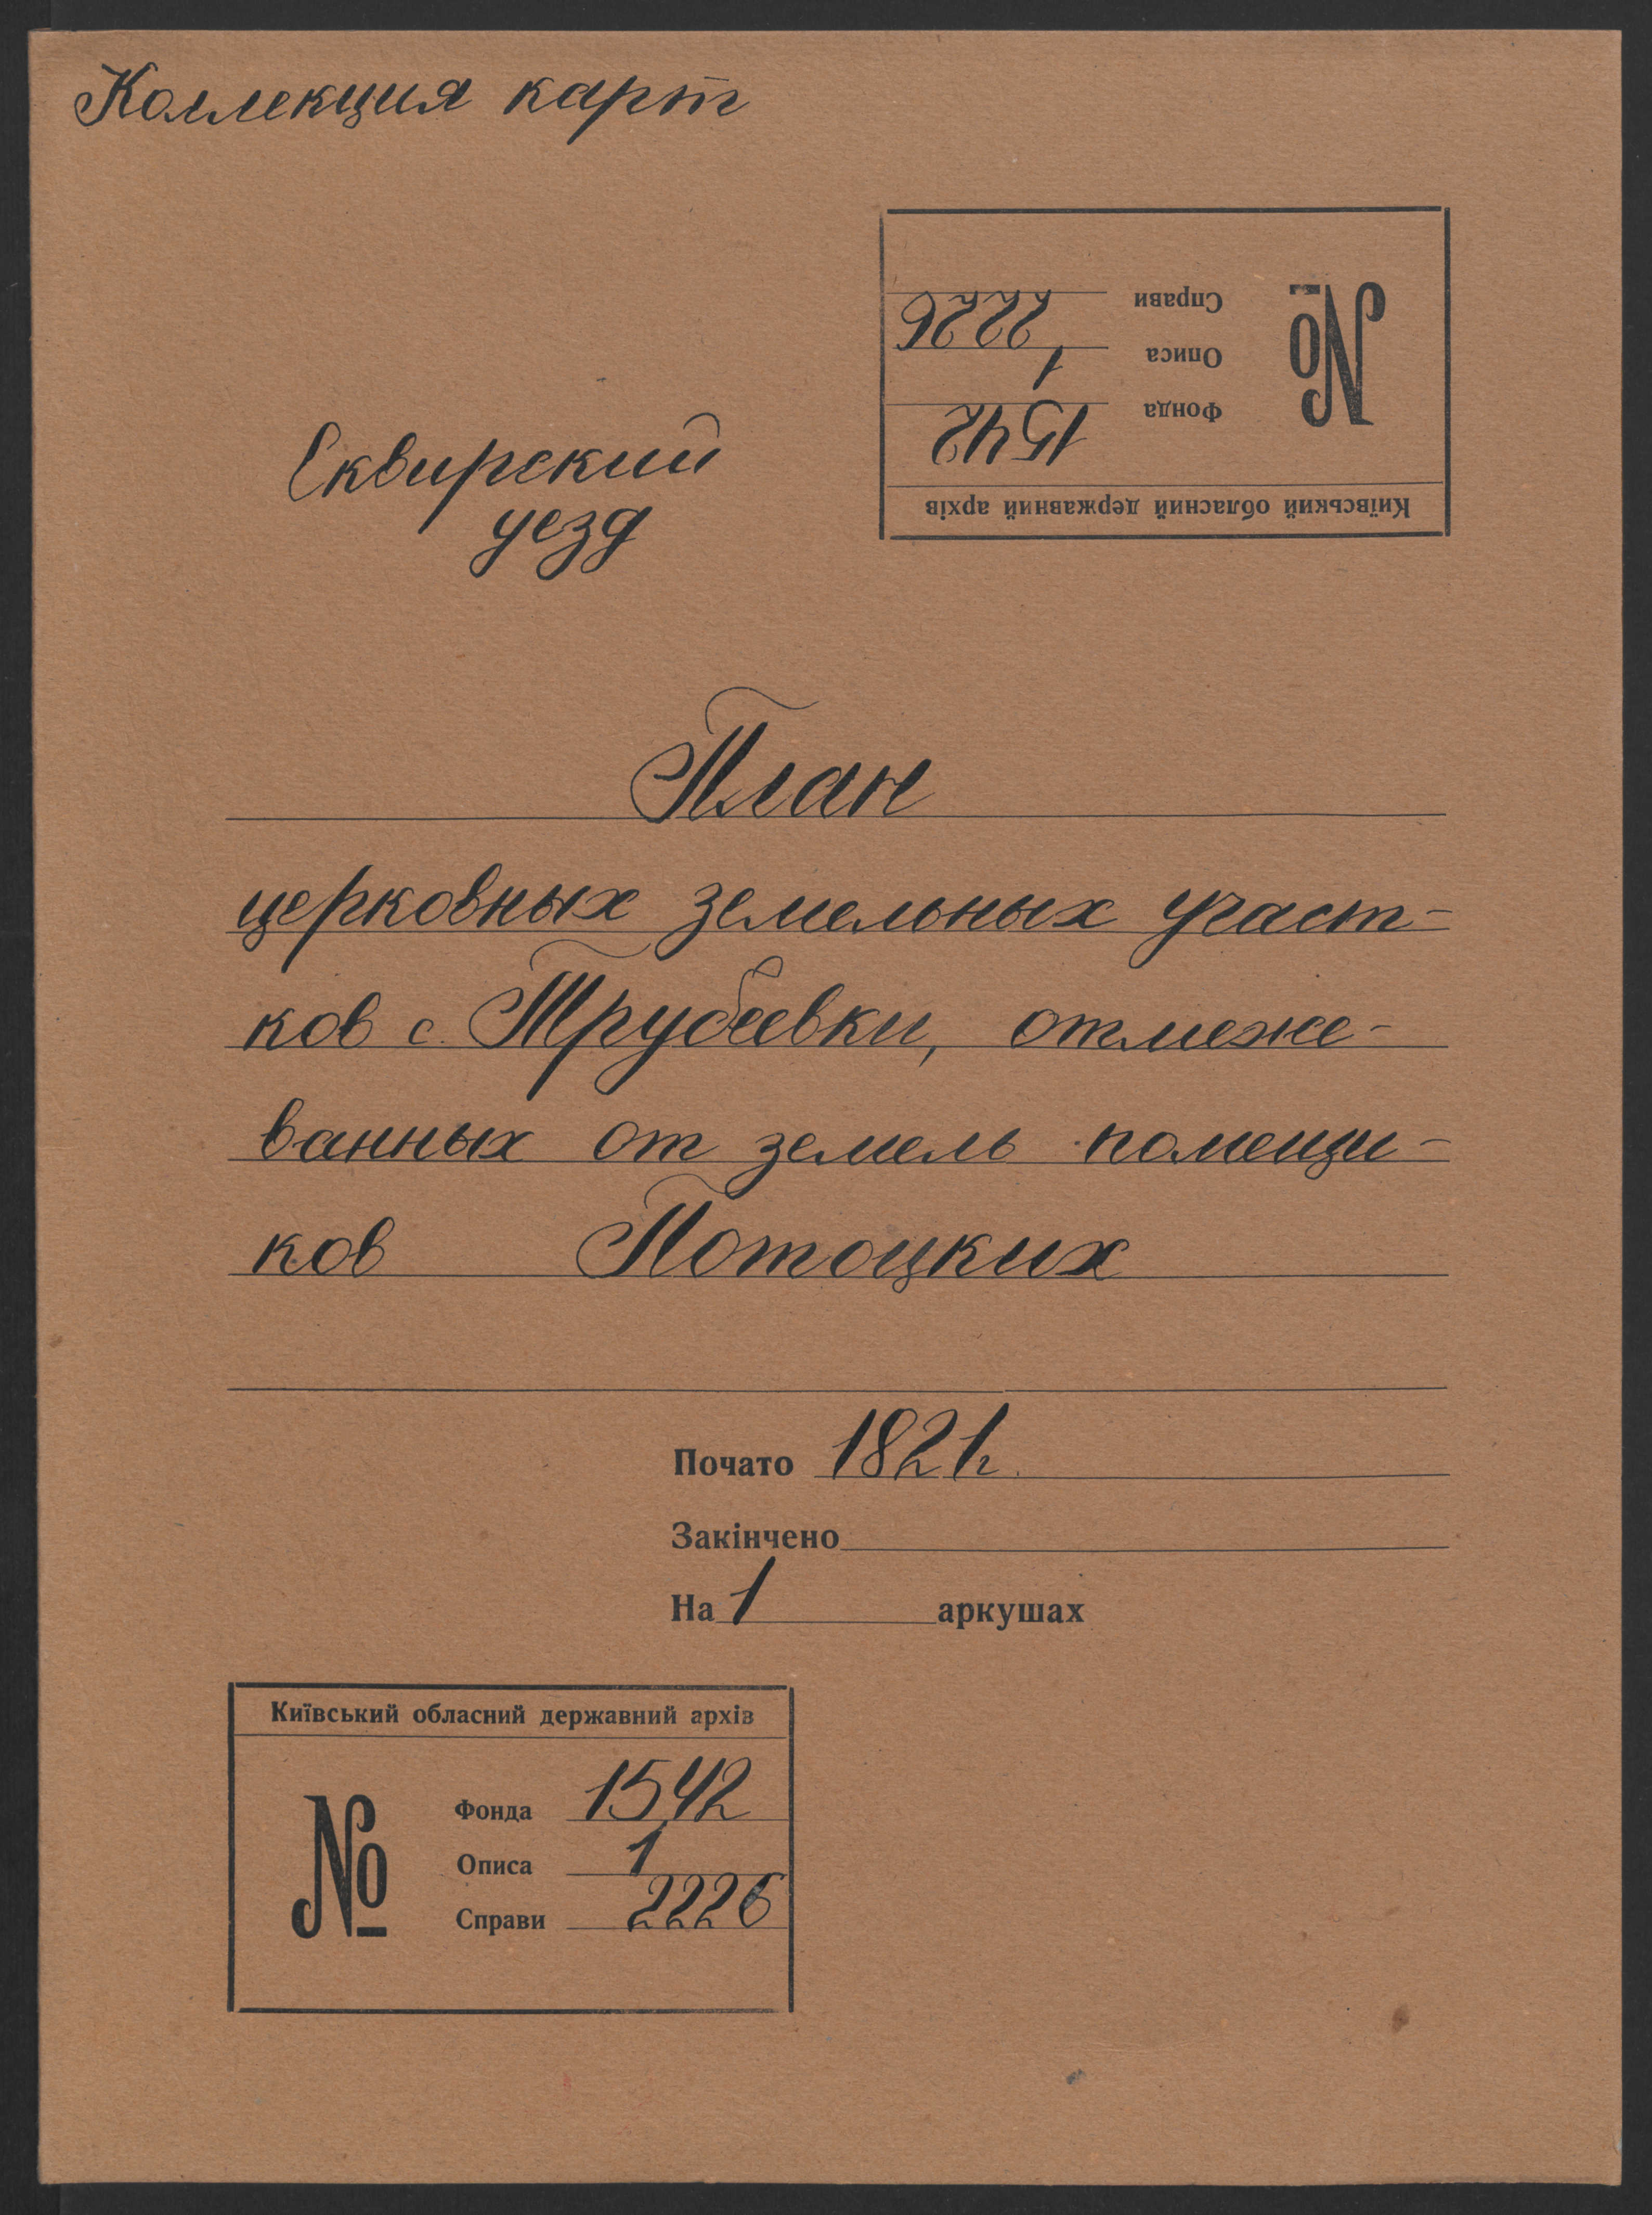 Коллекция карт
Київський обласний державний архів
№
Фонда 1542
Описа 1
Справи 2226
Сквирский
уезд
План
церковных земельных участ-
ков с. Трубеевки, отмеже-
ванных от земель помещи-
ков Потоцких
Почато 1821г.
Закінчено
На 1 аркушах
Київський обласний державний архів
№
Фонда 1542
Описа 1
Справи 2226